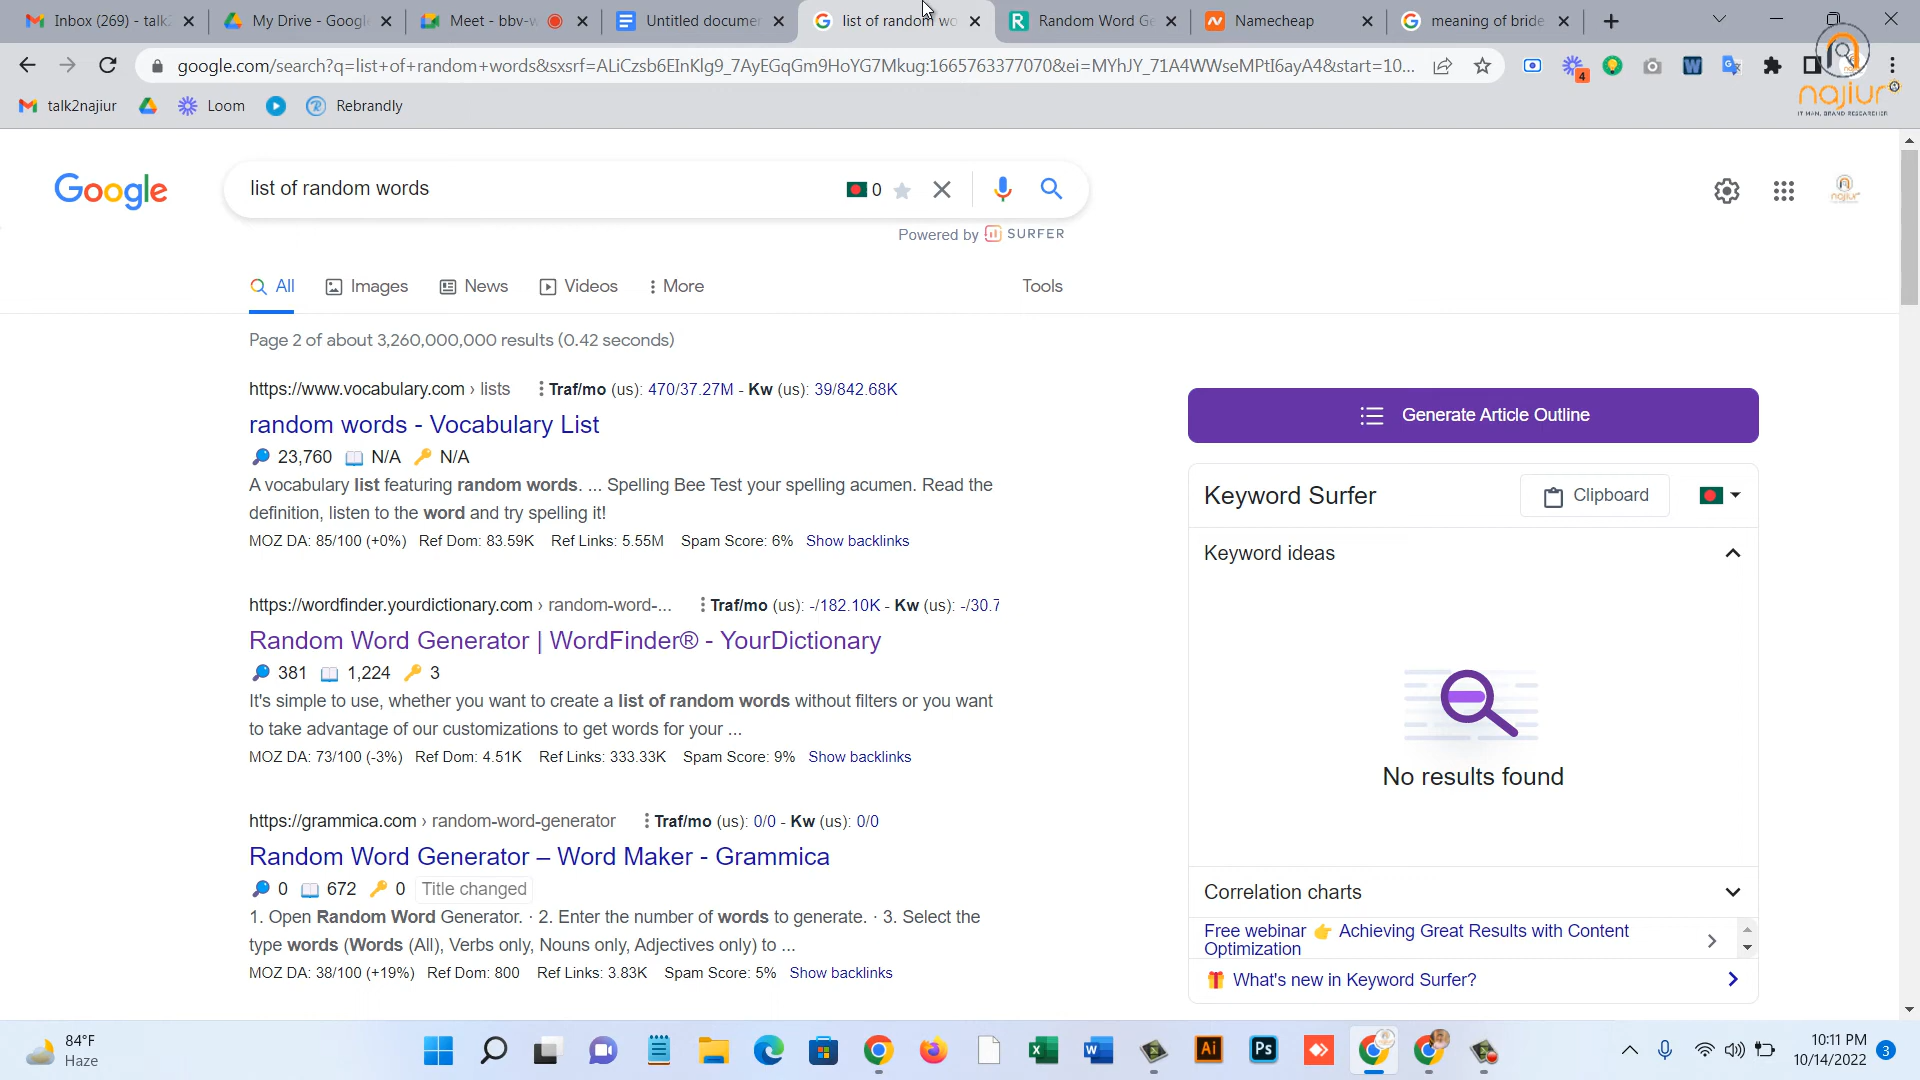 Inbox (269) - talk2
My Drive - Google
Meet - bbv-w
Untitled documen
list of random wo
Random Word Ge
Namecheap
meaning of bride
google.com/search?q=list+of+random+words&sxsrf=ALiCzsb6EInKlg9_7AyEGqGm9HoYG7Mkug:1665763377070&ei=MYhJY_71A4WWseMPtI6ayA4&start=10...
4
talk2najiur
Loom
Rebrandly
najiur
IT MAN, BRAND RESEARCHER
Google
list of random words
0
Powered by SURFER
All
Images
News
Videos
More
Tools
Page 2 of about 3,260,000,000 results (0.42 seconds)
https://www.vocabulary.com › lists
Traf/mo (us): 470/37.27M - Kw (us): 39/842.68K
random words - Vocabulary List
23,760 N/A N/A
A vocabulary list featuring random words. ... Spelling Bee Test your spelling acumen. Read the
definition, listen to the word and try spelling it!
MOZ DA: 85/100 (+0%) Ref Dom: 83.59K Ref Links: 5.55M Spam Score: 6% Show backlinks
https://wordfinder.yourdictionary.com › random-word-...
Traf/mo (us): -/182.10K - Kw (us): -/30.7
Random Word Generator | WordFinder® - YourDictionary
381 1,224 3
It's simple to use, whether you want to create a list of random words without filters or you want
to take advantage of our customizations to get words for your ...
MOZ DA: 73/100 (-3%) Ref Dom: 4.51K Ref Links: 333.33K Spam Score: 9% Show backlinks
https://grammica.com › random-word-generator
Traf/mo (us): 0/0 - Kw (us): 0/0
Random Word Generator – Word Maker - Grammica
0 672 0 Title changed
1. Open Random Word Generator. · 2. Enter the number of words to generate. · 3. Select the
type words (Words (All), Verbs only, Nouns only, Adjectives only) to ...
MOZ DA: 38/100 (+19%) Ref Dom: 800 Ref Links: 3.83K Spam Score: 5% Show backlinks
Generate Article Outline
Keyword Surfer
Clipboard
Keyword ideas
No results found
Correlation charts
Free webinar 👉 Achieving Great Results with Content
Optimization
What's new in Keyword Surfer?
84°F
Haze
Ai
Ps
10:11 PM
10/14/2022
3